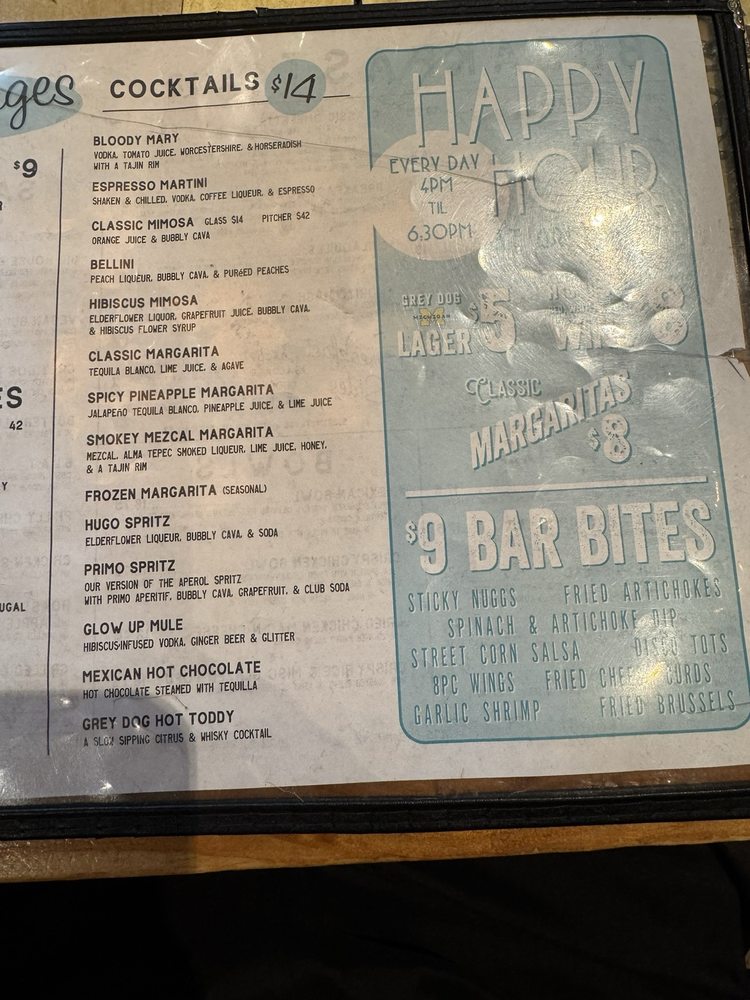 ges
$9
ES
42
Y
UGAL
COCKTAILS $14
BLOODY MARY
VODKA, TOMATO JUICE, WORCESTERSHIRE, & HORSERADISH
WITH A TAJIN RIM
ESPRESSO MARTINI
SHAKEN & CHILLED, VODKA, COFFEE LIQUEUR, & ESPRESSO
CLASSIC MIMOSA GLASS $14 PITCHER $42
ORANGE JUICE & BUBBLY CAVA
BELLINI
PEACH LIQUEUR, BUBBLY CAVA, & PURéED PEACHES
HIBISCUS MIMOSA
ELDERFLOWER LIQUOR, GRAPEFRUIT JUICE, BUBBLY CAVA,
& HIBISCUS FLOWER SYRUP
CLASSIC MARGARITA
TEQUILA BLANCO, LIME JUICE, & AGAVE
SPICY PINEAPPLE MARGARITA
JALAPEñO TEQUILA BLANCO, PINEAPPLE JUICE, & LIME JUICE
SMOKEY MEZCAL MARGARITA
MEZCAL, ALMA TEPEC SMOKED LIQUEUR, LIME JUICE, HONEY,
& A TAJIN RIM
FROZEN MARGARITA (SEASONAL)
HUGO SPRITZ
ELDERFLOWER LIQUEUR, BUBBLY CAVA, & SODA
PRIMO SPRITZ
OUR VERSION OF THE APEROL SPRITZ
WITH PRIMO APERITIF, BUBBLY CAVA, GRAPEFRUIT, & CLUB SODA
GLOW UP MULE
HIBISCUS-INFUSED VODKA, GINGER BEER & GLITTER
MEXICAN HOT CHOCOLATE
HOT CHOCOLATE STEAMED WITH TEQUILLA
GREY DOG HOT TODDY
A SLOW SIPPING CITRUS & WHISKY COCKTAIL
HAPPY
HOUR
EVERY DAY
4PM
TIL
6:30PM
GREY DOG
MICHIGAN
LAGER $5
8
CLASSIC
MARGARITAS
$8
$9 BAR BITES
STICKY NUGGS FRIED ARTICHOKES
SPINACH & ARTICHOKE DIP
STREET CORN SALSA DISCO TOTS
8PC WINGS FRIED CHEESE CURDS
GARLIC SHRIMP FRIED BRUSSELS